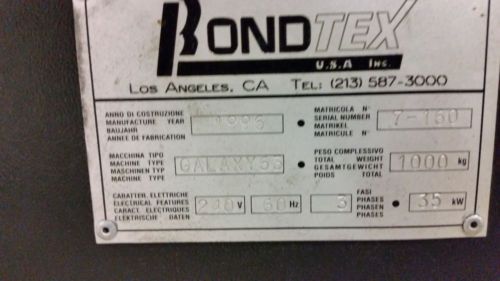 BONDTEX
U.S.A INC.
LOS ANGELES, CA TEL: (213) 587-3000
ANNO DI COSTRUZIONE
MANUFACTURE YEAR
BAUJAHR
ANNEE DE FABRICATION
1996
MATRICOLA N°
SERIAL NUMBER
MATRIKEL
MATRICULE N°
7-150
MACCHINA TIPO
MACHINE TYPE
MASCHINEN TYP
MACHINE TYPE
GALAXY53
PESO COMPLESSIVO
TOTAL WEIGHT
GESAMTGEWICHT
POIDS TOTAL
1000 kg
CARATTER. ELETTRICHE
ELECTRICAL FEATURES
CARACT. ELECTRIQUES
ELEKTRISCHE DATEN
240 V 60 Hz 3
FASI
PHASES
PHASEN
PHASES
35 kW